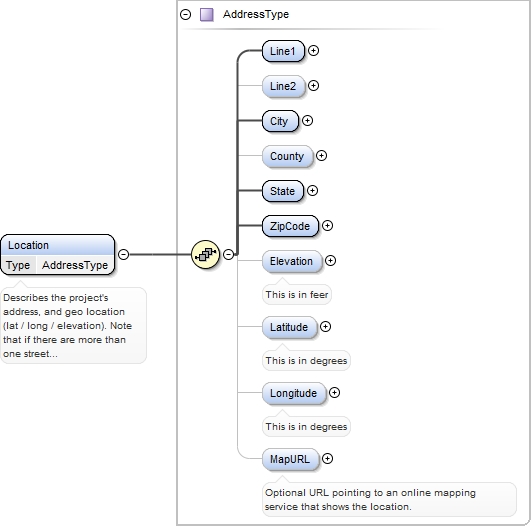 AddressType
Line1
Line2
City
County
State
ZipCode
Location
Type AddressType
Elevation
Describes the project's
address, and geo location
(lat / long / elevation). Note
that if there are more than
one street...
This is in feer
Latitude
This is in degrees
Longitude
This is in degrees
MapURL
Optional URL pointing to an online mapping
service that shows the location.